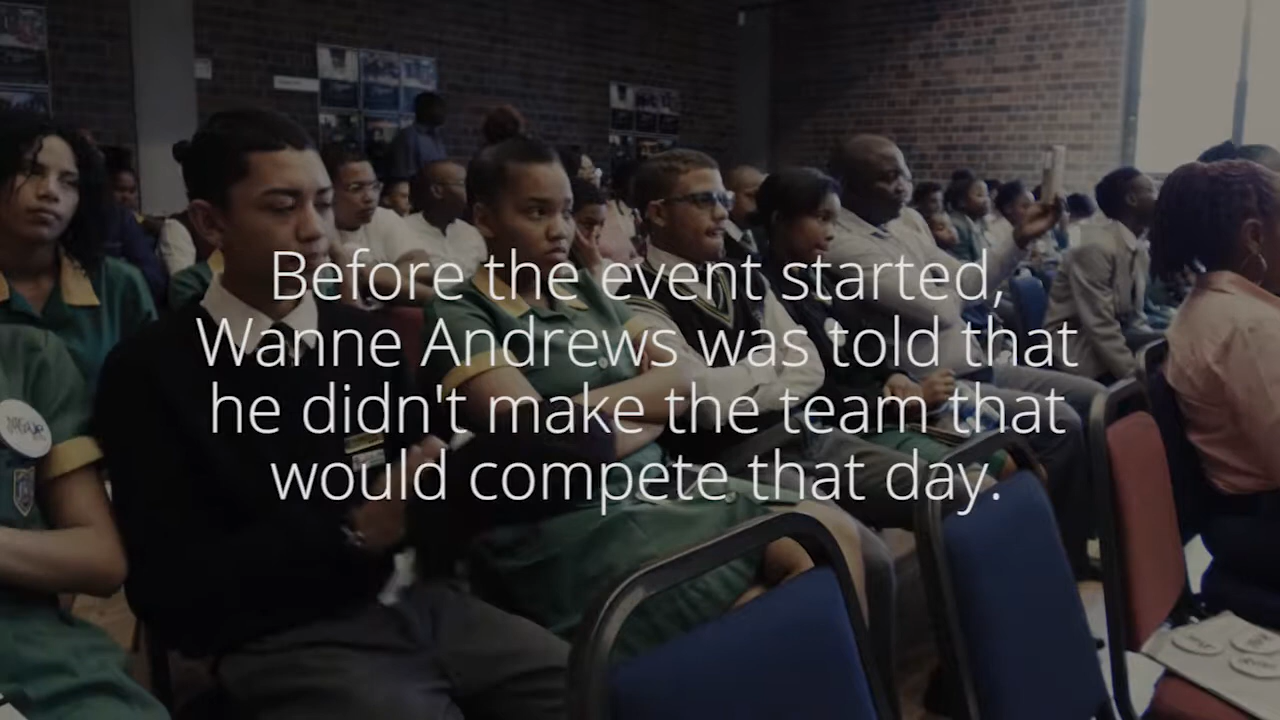 Before the event started,
Wanne Andrews was told that
he didn't make the team that
would compete that day.